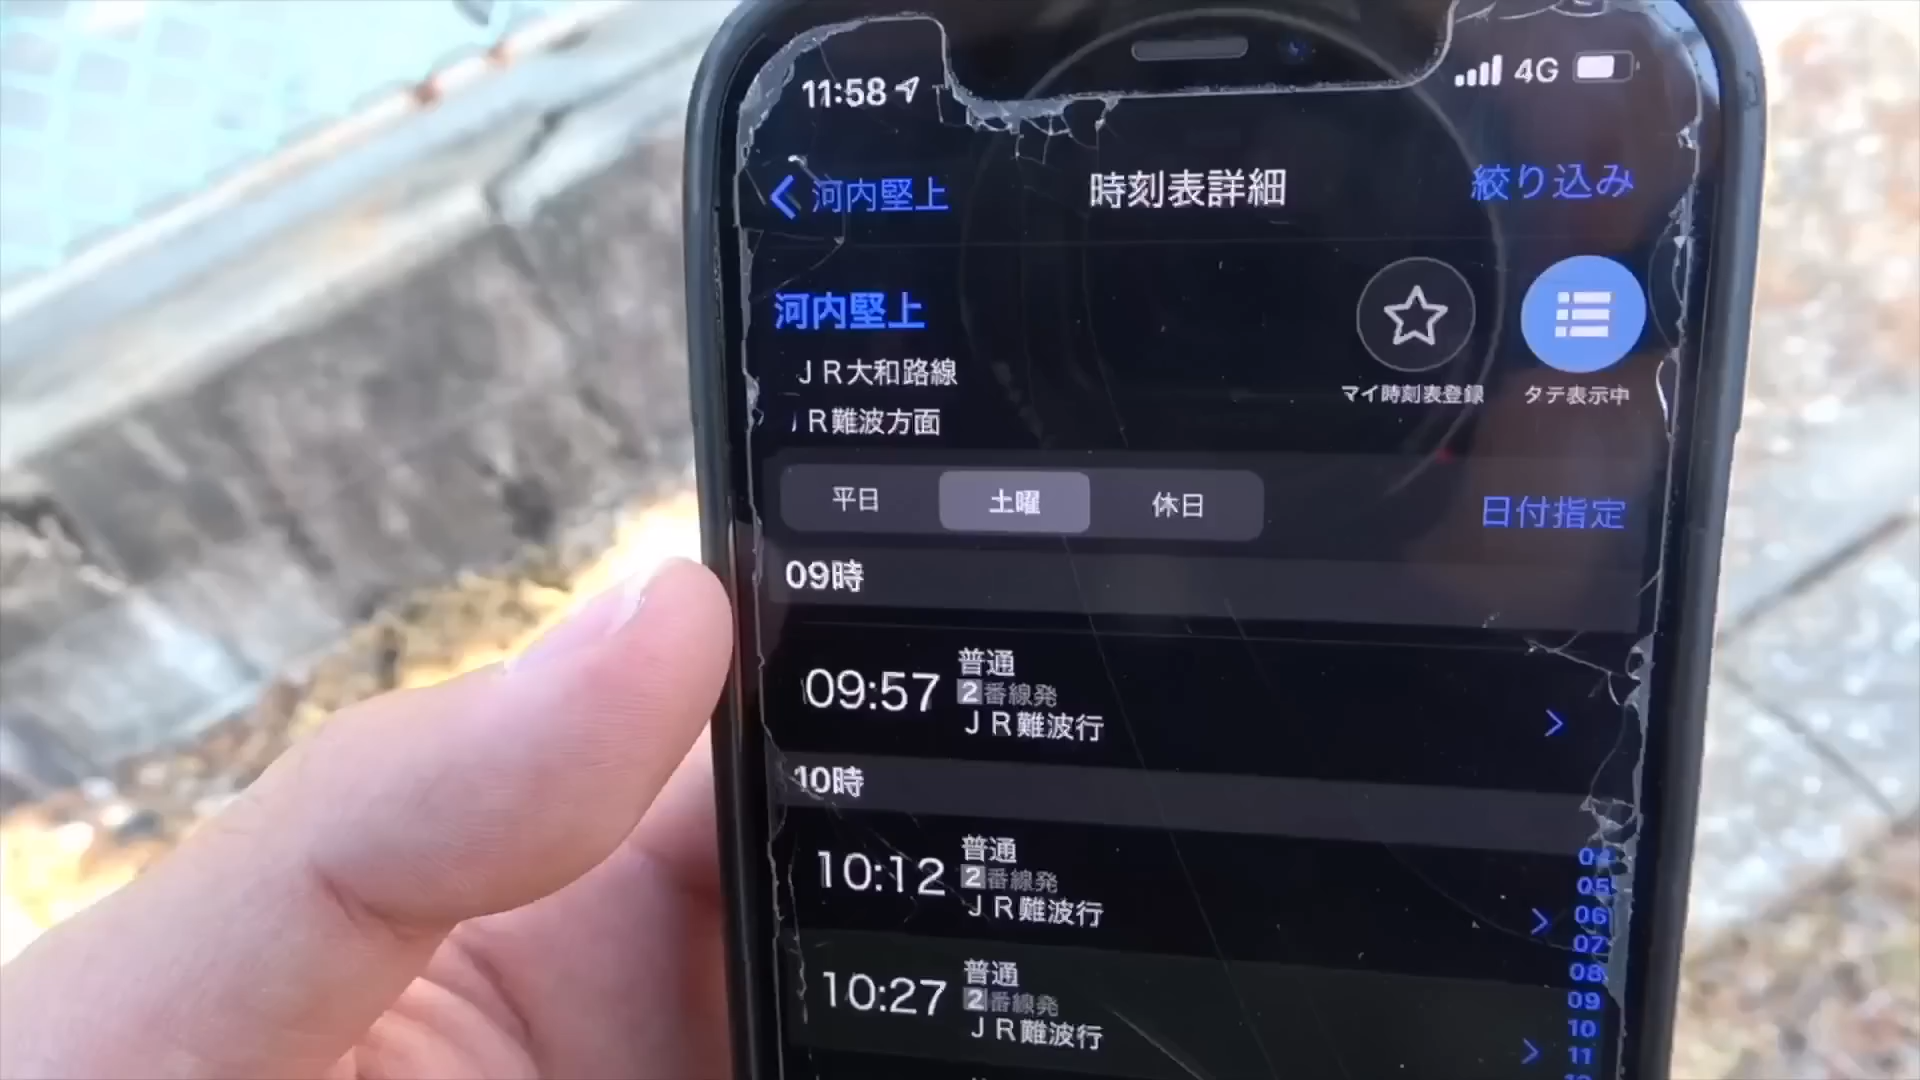 11:58
4G
河内堅上
時刻表詳細
絞り込み
河内堅上
JR大和路線
JR難波方面
マイ時刻表登録
タテ表示中
平日
土曜
休日
日付指定
09時
09:57
普通
2番線発
JR難波行
10時
10:12
普通
2番線発
JR難波行
10:27
普通
2番線発
JR難波行
05
06
07
08
09
10
11